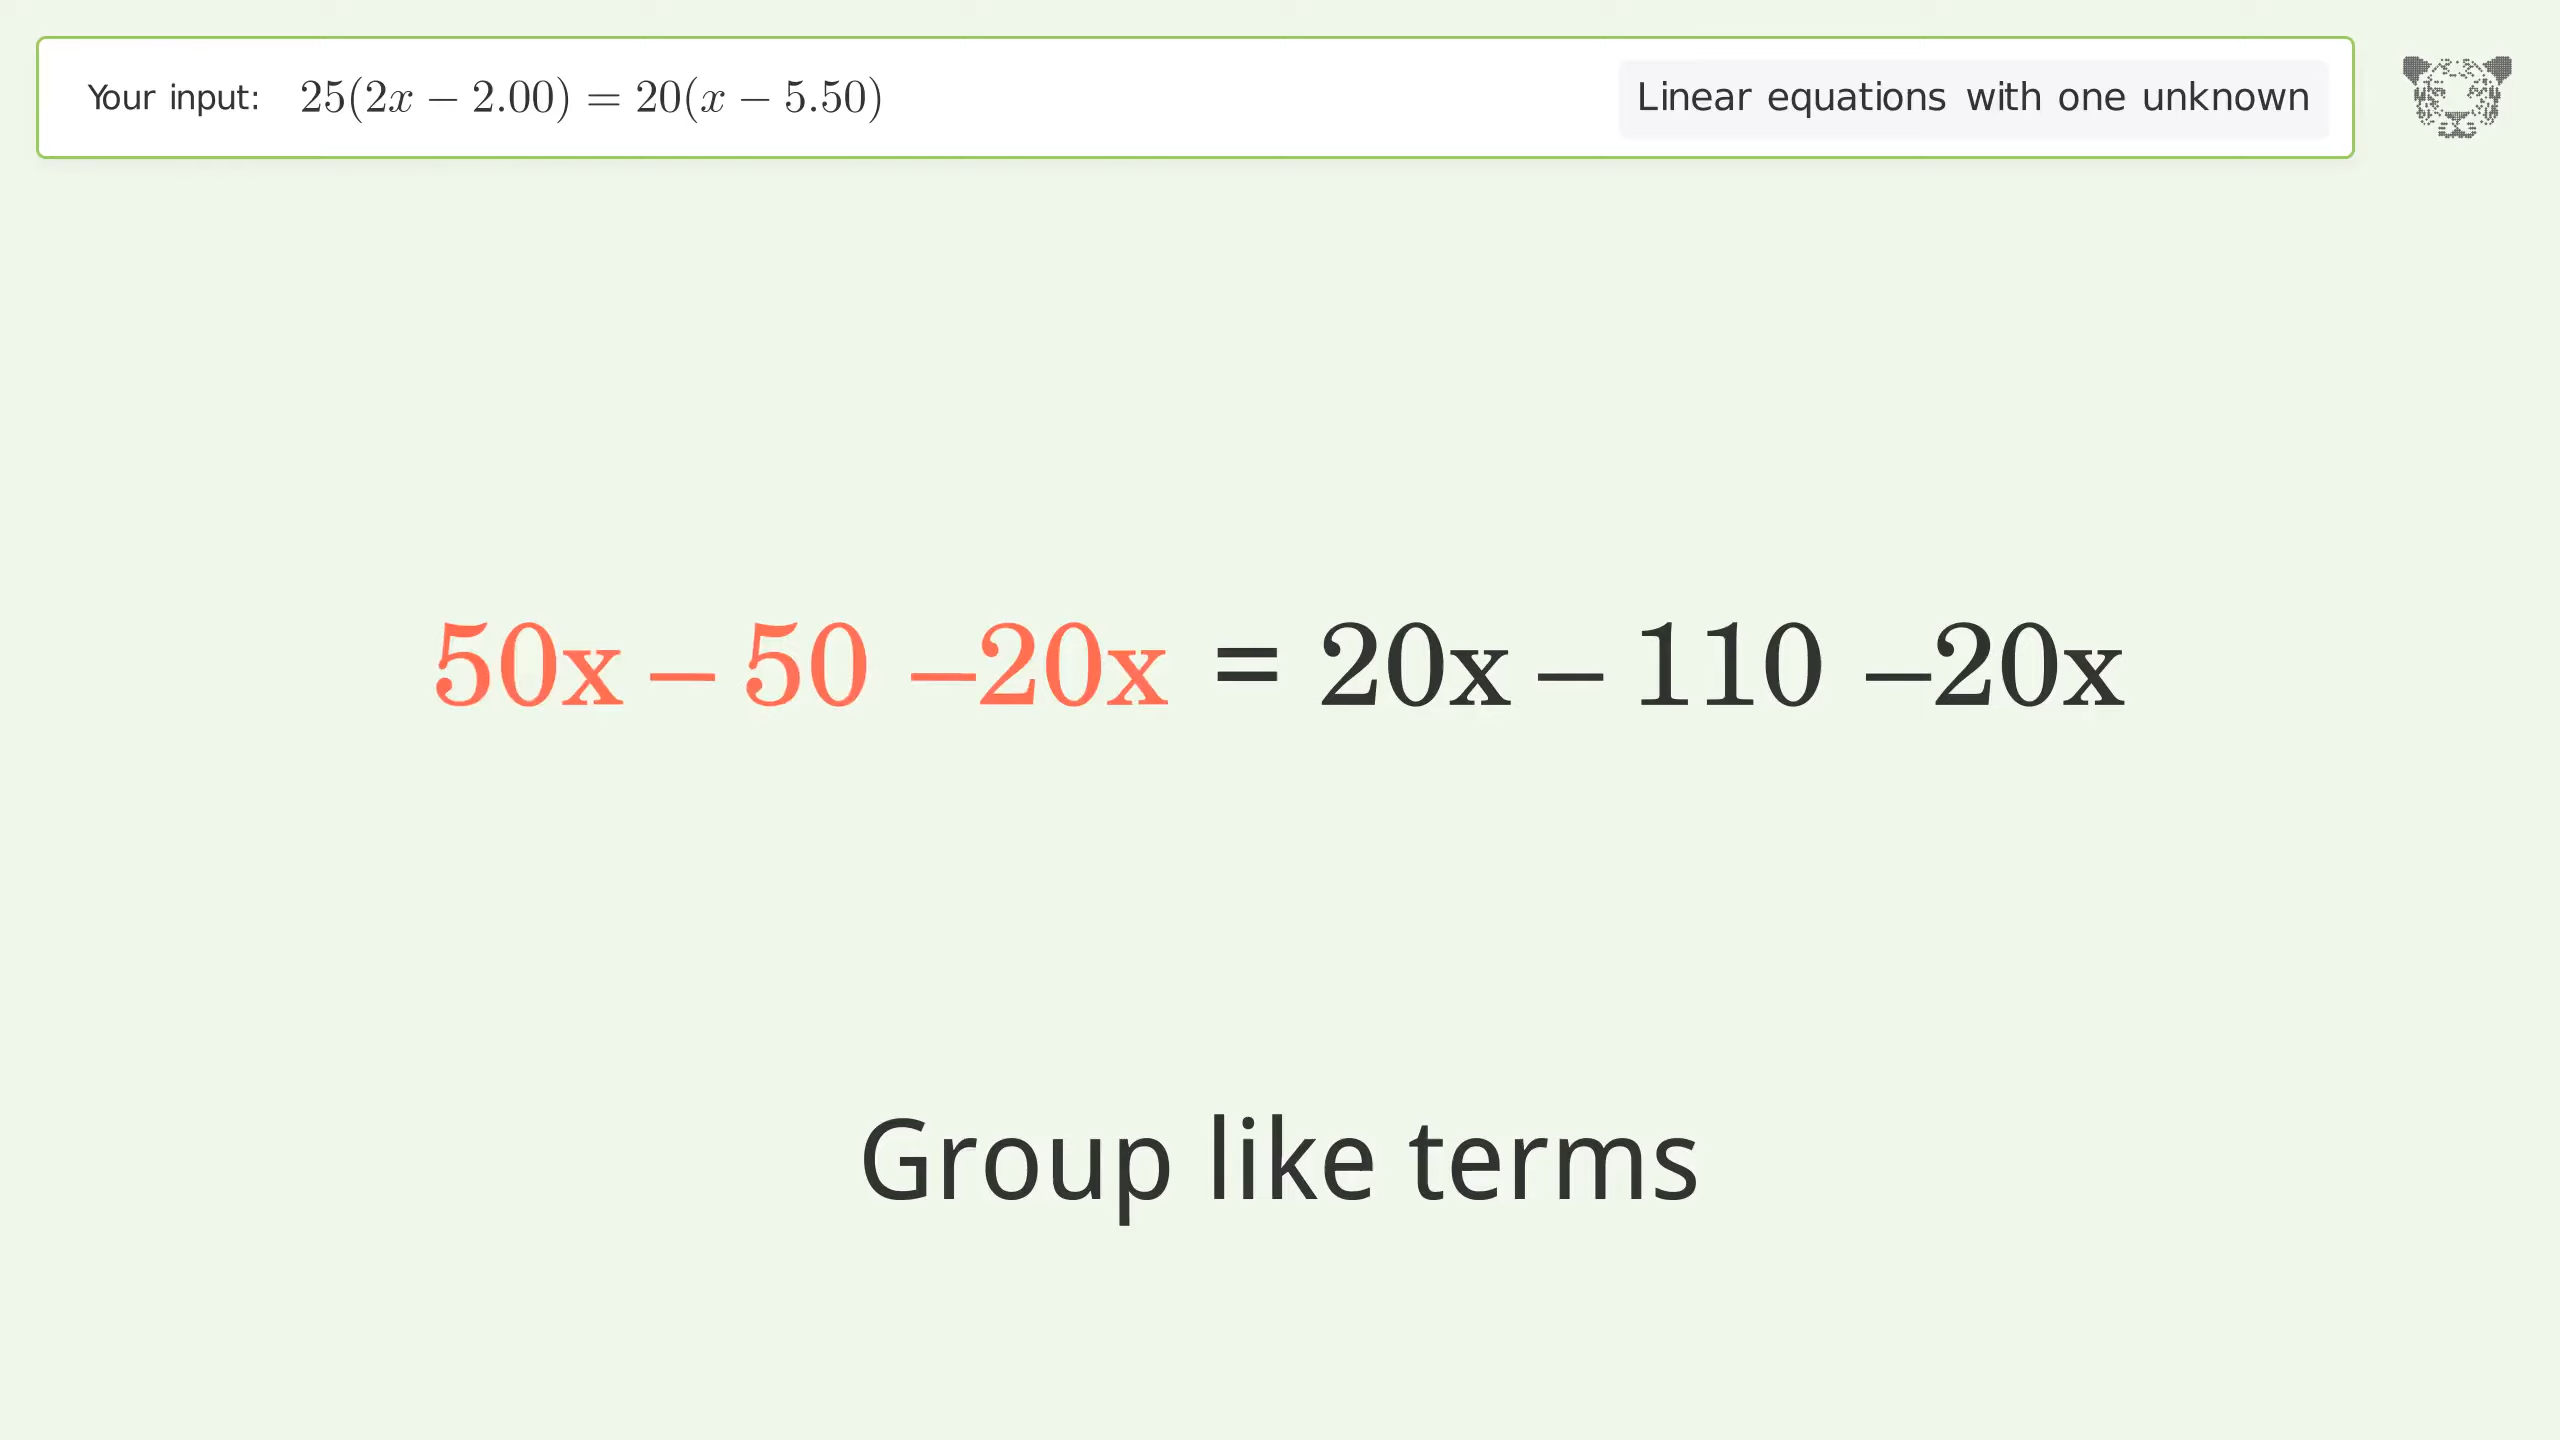 Your input: 25(2x − 2.00) = 20(x − 5.50) Linear equations with one unknown
50x – 50 –20x = 20x – 110 –20x
Group like terms